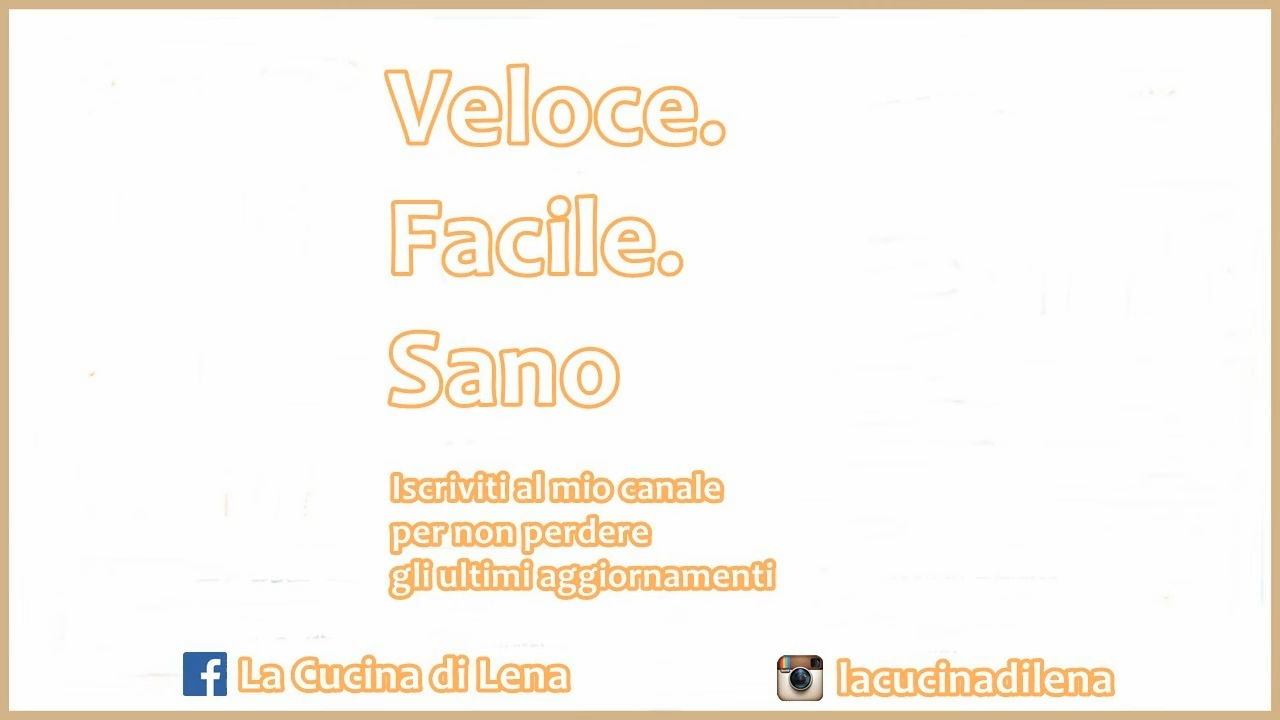 Veloce.
Facile.
Sano
Iscriviti al mio canale
per non perdere
gli ultimi aggiornamenti
La Cucina di Lena
lacucinadilena